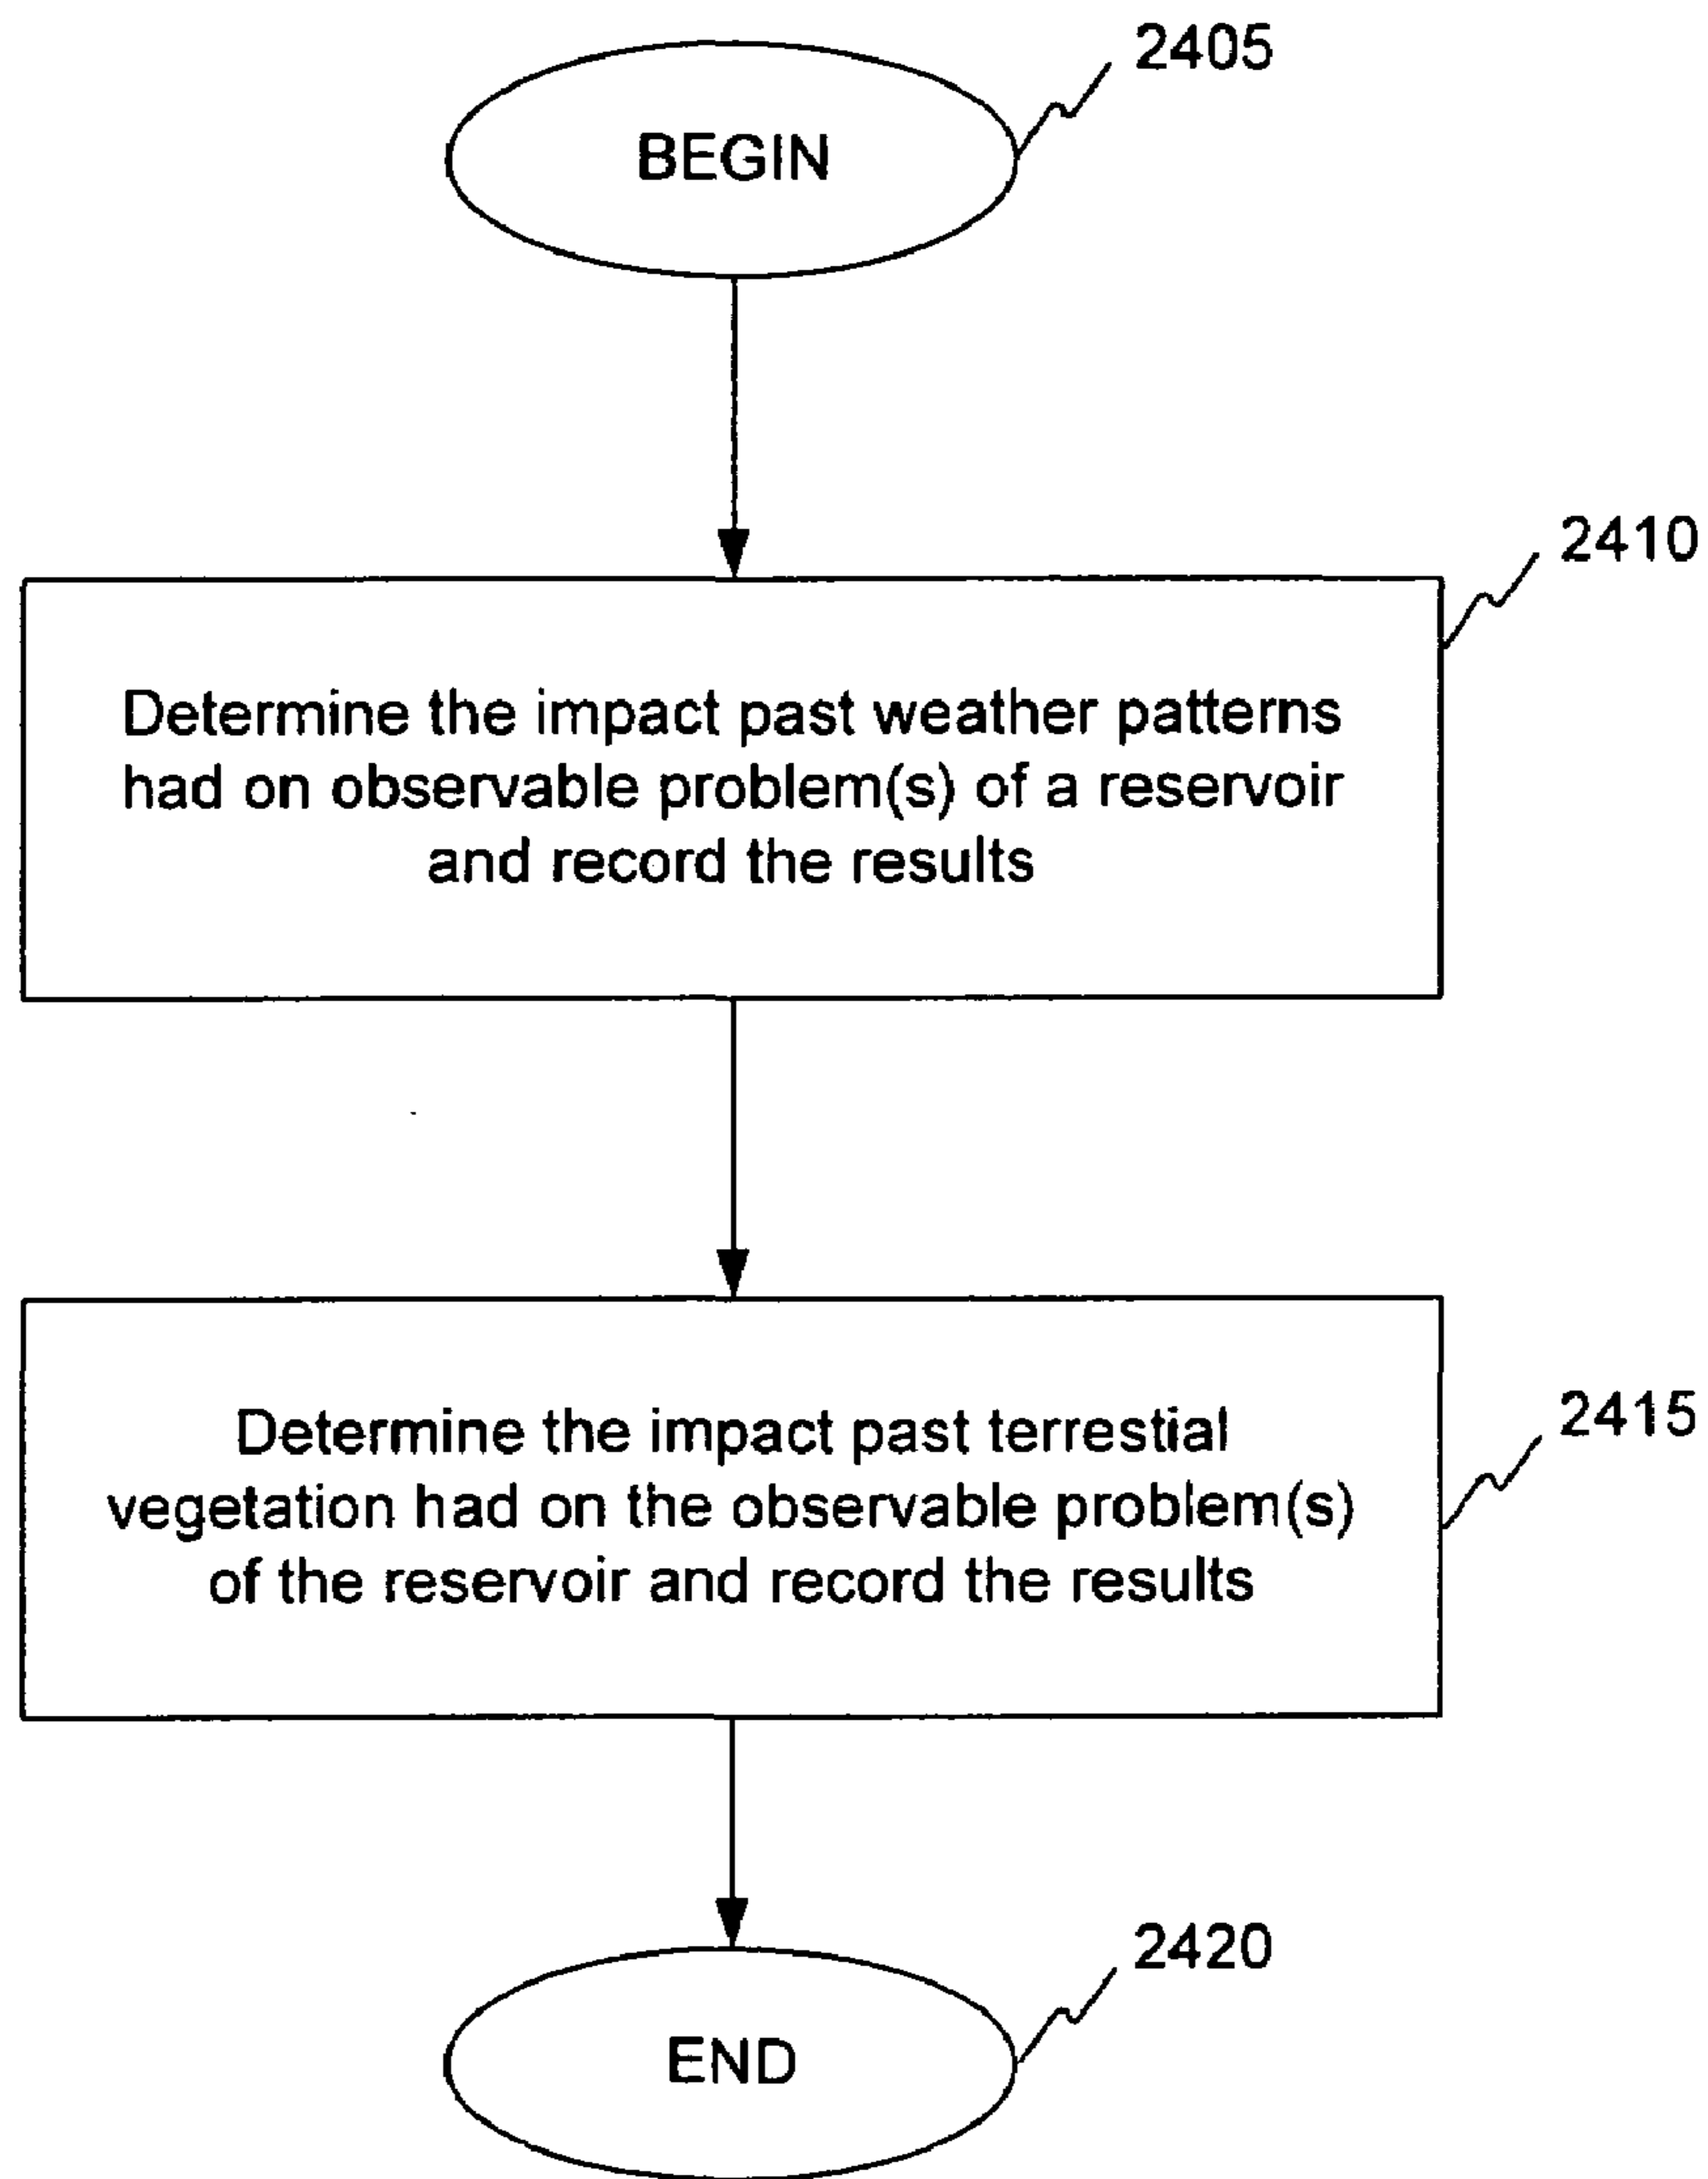 2405
BEGIN
2410
Determine the impact past weather patterns
had on observable problem(s) of a reservoir
and record the results
2415
Determine the impact past terrestial
vegetation had on the observable problem(s)
of the reservoir and record the results
2420
END